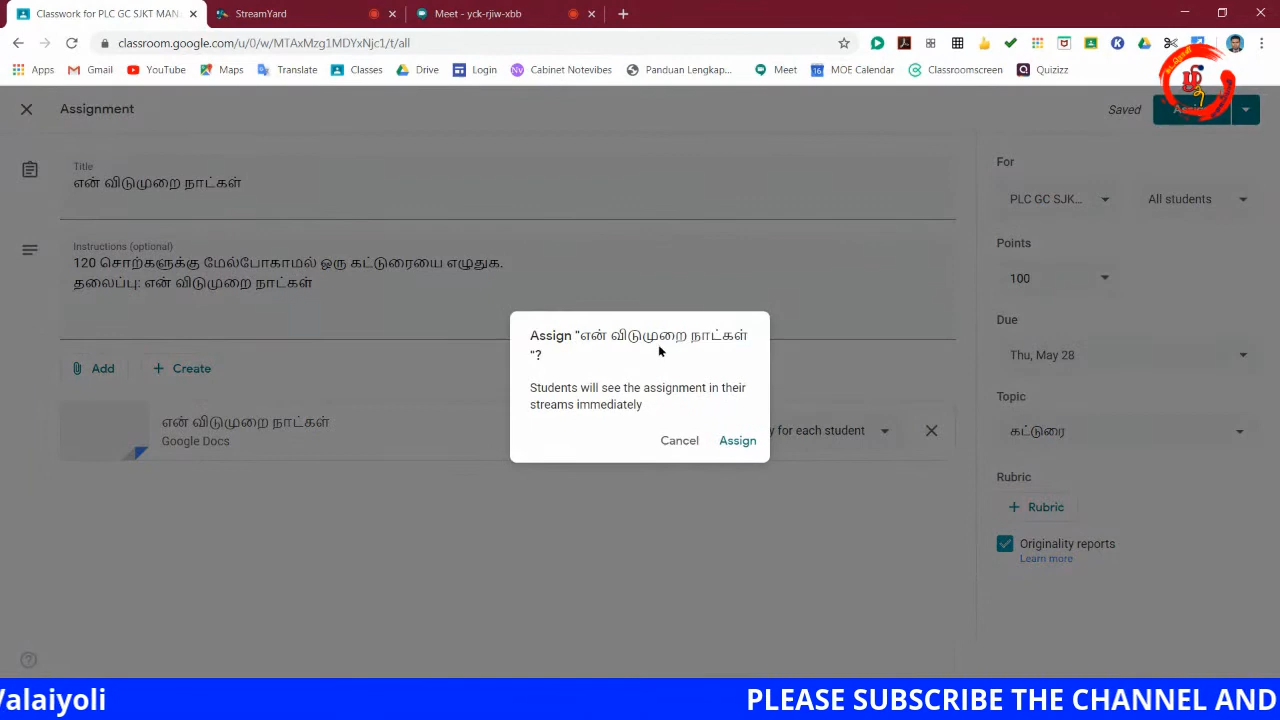 Classwork for PLC GC SJKT MAN
StreamYard
Meet - yck-rjiw-xbb
classroom.google.com/u/0/w/MTAxMzg1MDYxNjc1/t/all
Apps
Gmail
YouTube
Maps
Translate
Classes
Drive
Login
Cabinet Notevibes
Panduan Lengkap...
Meet
16
MOE Calendar
Classroomscreen
Quizizz
Assignment
Saved
Title
என் விடுமுறை நாட்கள்
Instructions (optional)
120 சொற்களுக்கு மேல்போகாமல் ஒரு கட்டுரையை எழுதுக.
தலைப்பு: என் விடுமுறை நாட்கள்
Add
Create
என் விடுமுறை நாட்கள்
Google Docs
y for each student
Assign "என் விடுமுறை நாட்கள்
"?
Students will see the assignment in their
streams immediately
Cancel
Assign
For
PLC GC SJK...
All students
Points
100
Due
Thu, May 28
Topic
கட்டுரை
Rubric
Rubric
Originality reports
Learn more
Valaiyoli
PLEASE SUBSCRIBE THE CHANNEL AND